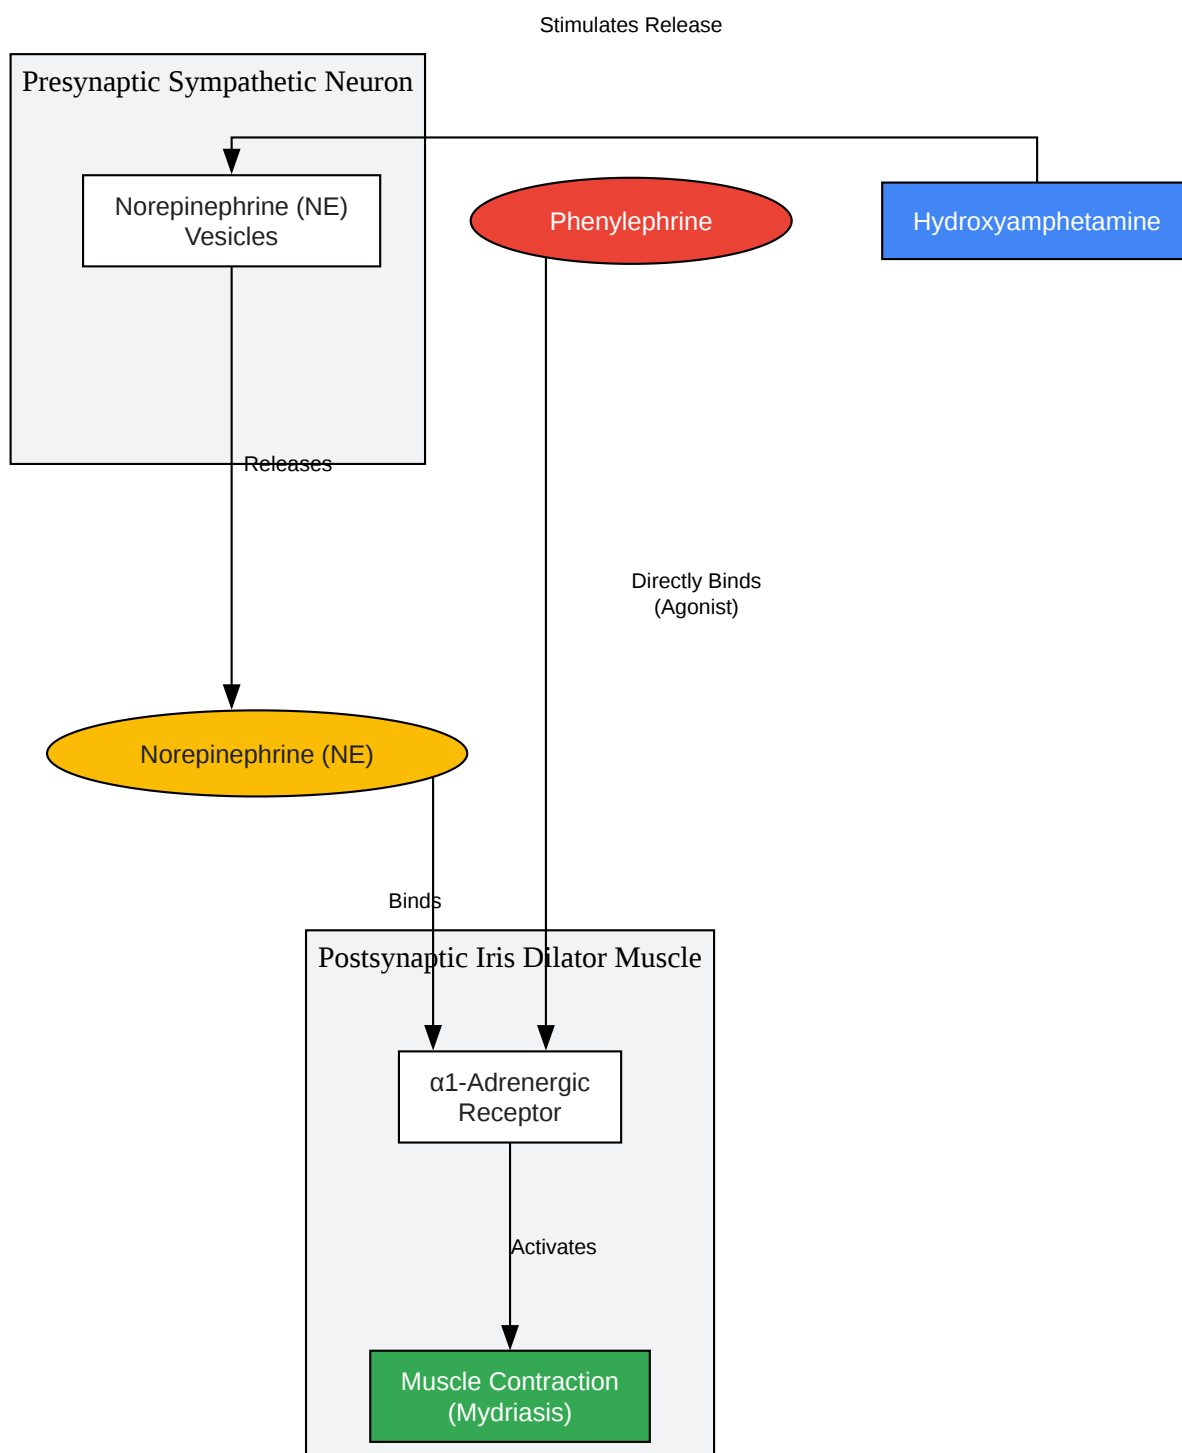 Stimulates Release
Presynaptic Sympathetic Neuron
Norepinephrine (NE)
Vesicles
Phenylephrine
Hydroxyamphetamine
Releases
Directly Binds
(Agonist)
Norepinephrine (NE)
Binds
Postsynaptic Iris Dilator Muscle
α1-Adrenergic
Receptor
Activates
Muscle Contraction
(Mydriasis)